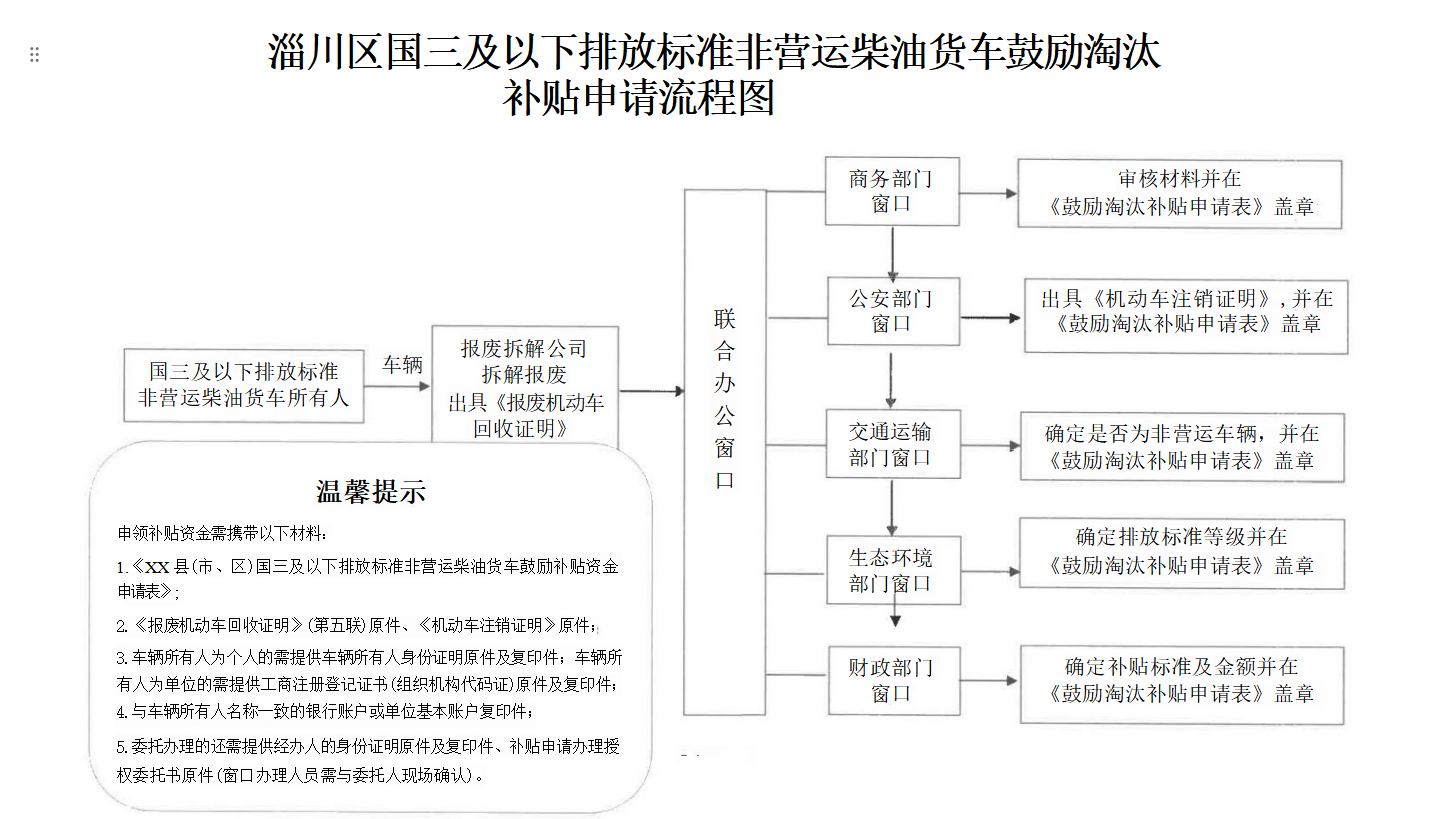 淄川区国三及以下排放标准非营运柴油货车鼓励淘汰
补贴申请流程图
国三及以下排放标准
非营运柴油货车所有人
车辆
报废拆解公司
拆解报废
出具《报废机动车
回收证明》
联
合
办
公
窗
口
商务部门
窗口
审核材料并在
《鼓励淘汰补贴申请表》盖章
公安部门
窗口
出具《机动车注销证明》,并在
《鼓励淘汰补贴申请表》盖章
交通运输
部门窗口
确定是否为非营运车辆，并在
《鼓励淘汰补贴申请表》盖章
生态环境
部门窗口
确定排放标准等级并在
《鼓励淘汰补贴申请表》盖章
财政部门
窗口
确定补贴标准及金额并在
《鼓励淘汰补贴申请表》盖章
温馨提示
申领补贴资金需携带以下材料:
1.《XX 县(市、区)国三及以下排放标准非营运柴油货车鼓励补贴资金
申请表》;
2.《报废机动车回收证明》(第五联)原件、《机动车注销证明》原件;
3.车辆所有人为个人的需提供车辆所有人身份证明原件及复印件；车辆所
有人为单位的需提供工商注册登记证书(组织机构代码证)原件及复印件；
4.与车辆所有人名称一致的银行账户或单位基本账户复印件；
5.委托办理的还需提供经办人的身份证明原件及复印件、补贴申请办理授
权委托书原件(窗口办理人员需与委托人现场确认)。